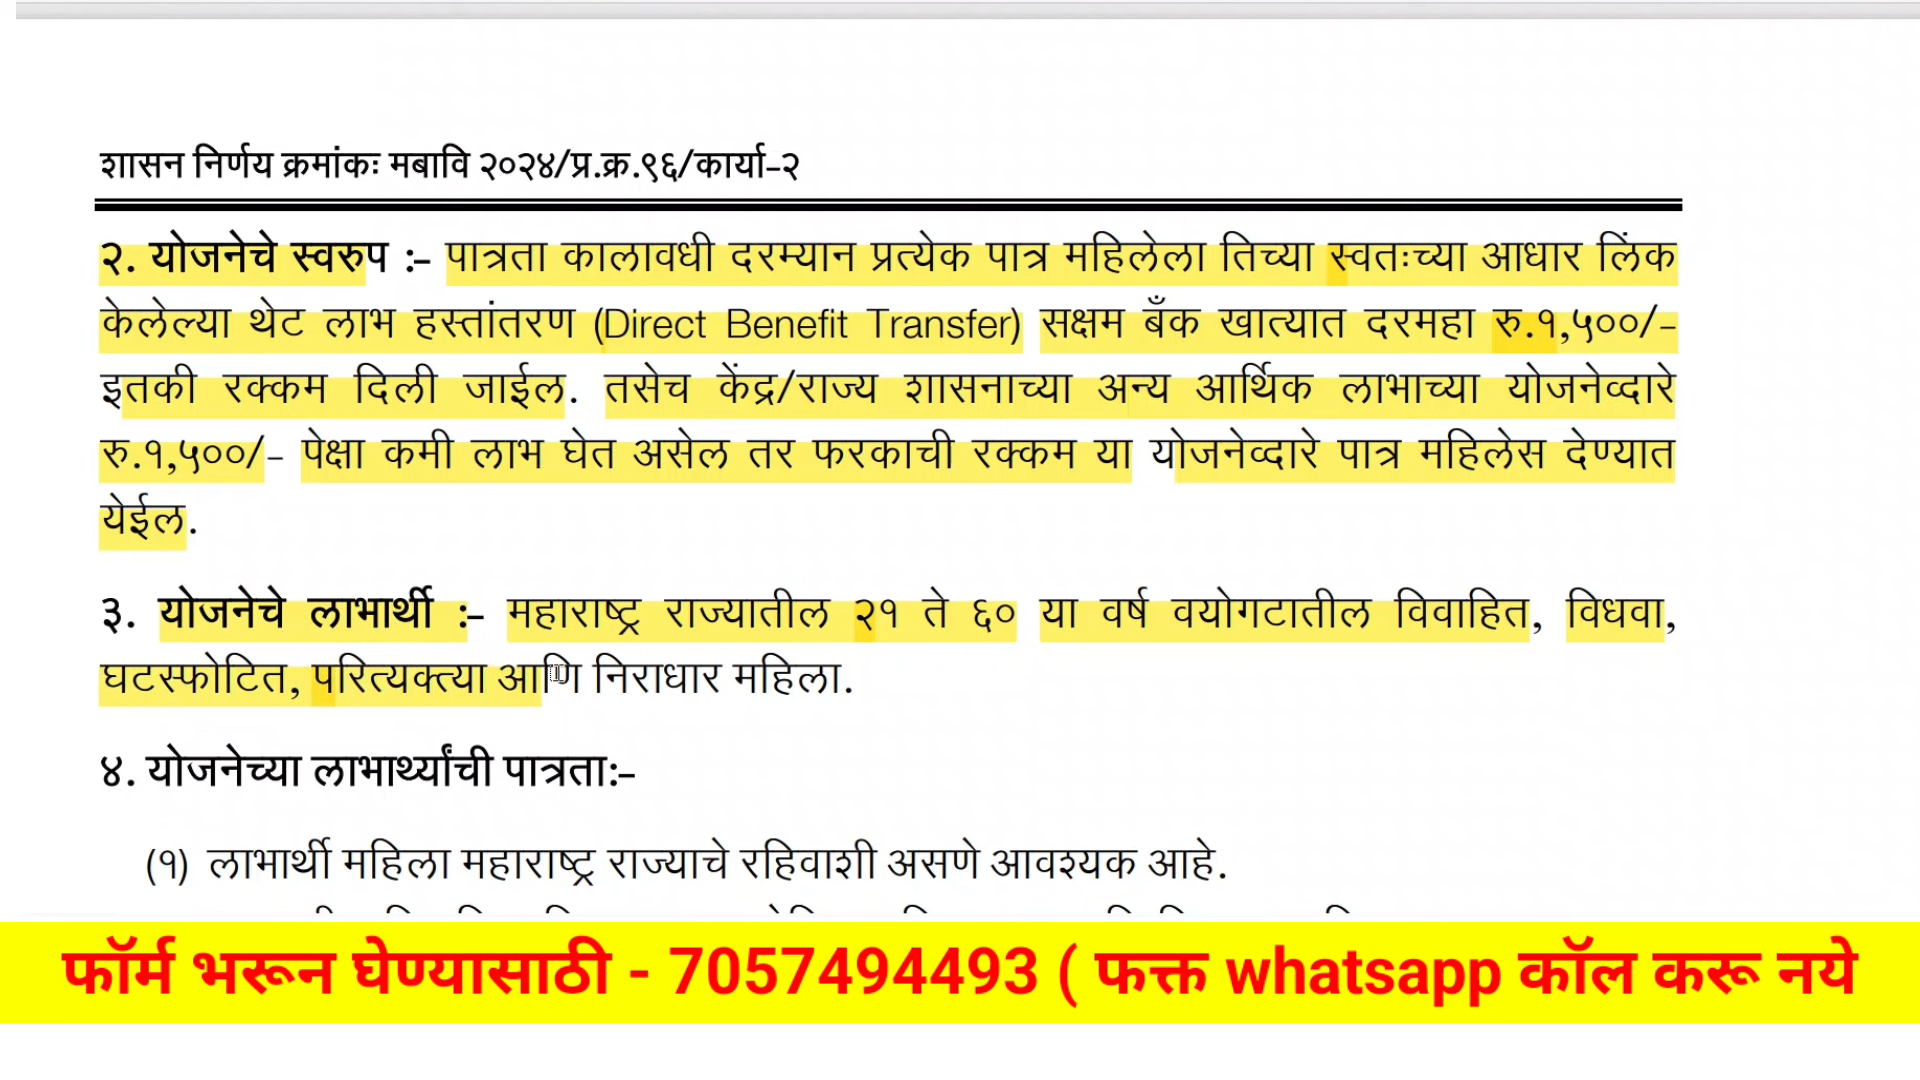 शासन निर्णय क्रमांकः मबावि २०२४/प्र.क्र.९६/कार्या-२
२. योजनेचे स्वरुप :- पात्रता कालावधी दरम्यान प्रत्येक पात्र महिलेला तिच्या स्वतःच्या आधार लिंक
केलेल्या थेट लाभ हस्तांतरण (Direct Benefit Transfer) सक्षम बँक खात्यात दरमहा रु.१,५००/-
इतकी रक्कम दिली जाईल. तसेच केंद्र/राज्य शासनाच्या अन्य आर्थिक लाभाच्या योजनेव्दारे
रु.१,५००/- पेक्षा कमी लाभ घेत असेल तर फरकाची रक्कम या योजनेव्दारे पात्र महिलेस देण्यात
येईल.
३. योजनेचे लाभार्थी :- महाराष्ट्र राज्यातील २१ ते ६० या वर्ष वयोगटातील विवाहित, विधवा,
घटस्फोटित, परित्यक्त्या आणि निराधार महिला.
४. योजनेच्या लाभार्थ्यांची पात्रता:-
(१) लाभार्थी महिला महाराष्ट्र राज्याचे रहिवाशी असणे आवश्यक आहे.
फॉर्म भरून घेण्यासाठी - 7057494493 ( फक्त whatsapp कॉल करू नये